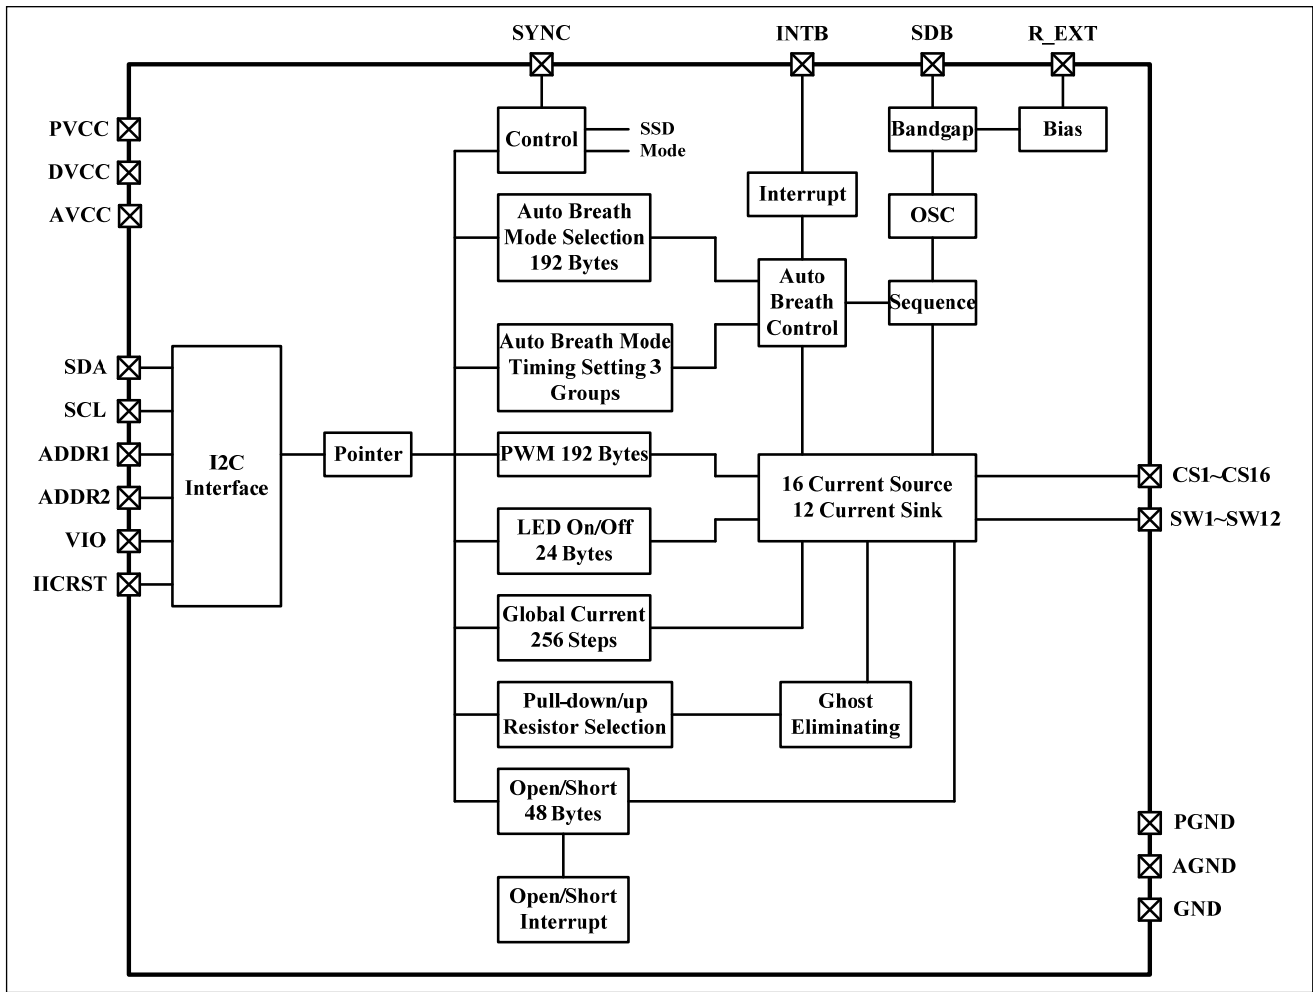 SYNC
INTB
SDB
R_EXT
PVCC
DVCC
AVCC
Control
SSD
Mode
Bandgap
Bias
Interrupt
OSC
Auto Breath
Mode Selection
192 Bytes
Auto
Breath
Control
Sequence
Auto Breath Mode
Timing Setting 3
Groups
SDA
SCL
ADDR1
ADDR2
VIO
IICRST
I2C
Interface
Pointer
PWM 192 Bytes
16 Current Source
12 Current Sink
CS1~CS16
SW1~SW12
LED On/Off
24 Bytes
Global Current
256 Steps
Pull-down/up
Resistor Selection
Ghost
Eliminating
Open/Short
48 Bytes
Open/Short
Interrupt
PGND
AGND
GND